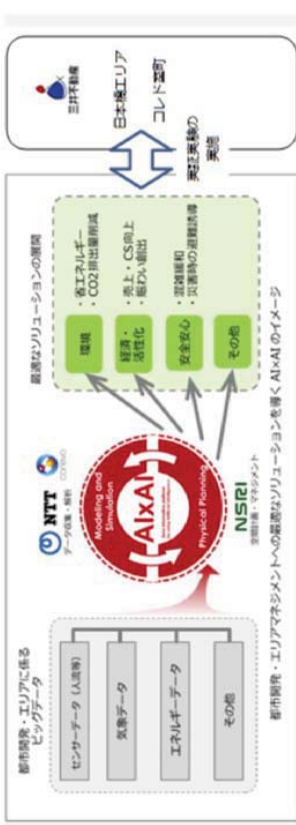 都市開発・エリアに係る
ビッグデータ
センサーデータ（人流等）
気象データ
エネルギーデータ
その他
NTT
corevo
データ収集・解析
Modeling and
Simulation
AI×AI
Physical Planning
NSRI
空間計画・マネジメント
最適なソリューションの展開
環境
・省エネルギー
・CO2排出量削減
経済・
活性化
・売上・CS向上
・賑わい創出
安全安心
・混雑緩和
・災害時の避難誘導
その他
都市開発・エリアマネジメントへの最適なソリューションを導く AI×AI のイメージ
実証実験の
実施
三井不動産
日本橋エリア
コレド室町